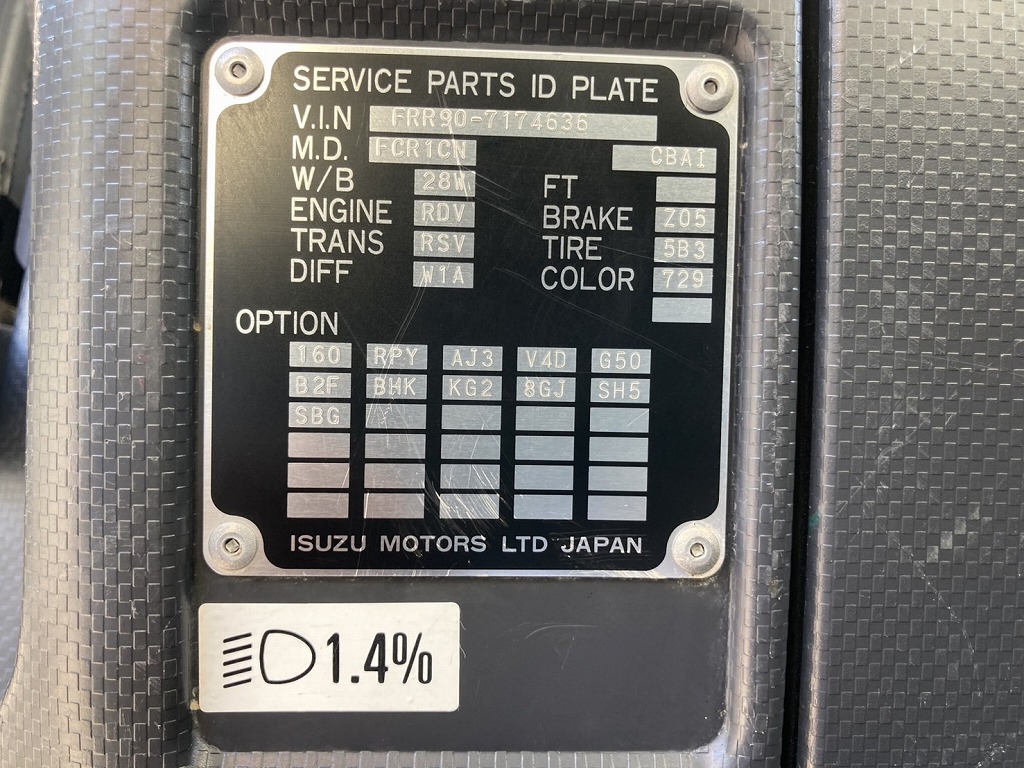 SERVICE PARTS ID PLATE
V.I.N FRR90-7174636
M.D. FCR1CN CBAI
W/B 28W FT
ENGINE RDV BRAKE Z05
TRANS RSV TIRE 5B3
DIFF W1A COLOR 729
OPTION
160 RPY AJ3 V4D G50
B2F BHK KG2 8GJ SH5
SBG
ISUZU MOTORS LTD JAPAN
1.4%